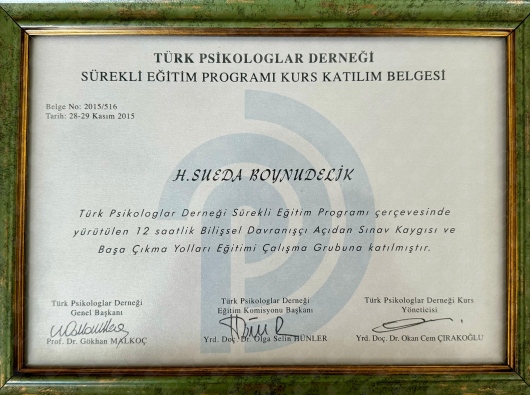 TÜRK PSİKOLOGLAR DERNEĞİ
SÜREKLİ EĞİTİM PROGRAMI KURS KATILIM BELGESİ
Belge No: 2015/516
Tarih: 28-29 Kasım 2015
H.SUEDA BOYNUDELİK
Türk Psikologlar Derneği Sürekli Eğitim Programı çerçevesinde
yürütülen 12 saatlik Bilişsel Davranışçı Açıdan Sınav Kaygısı ve
Başa Çıkma Yolları Eğitimi Çalışma Grubuna katılmıştır.
Türk Psikologlar Derneği
Genel Başkanı
Prof. Dr. Gökhan MALKOÇ
Türk Psikologlar Derneği
Eğitim Komisyonu Başkanı
Yrd. Doç. Dr. Olga Selin HÜNLER
Türk Psikologlar Derneği Kurs
Yöneticisi
Yrd. Doç. Dr. Okan Cem ÇIRAKOĞLU